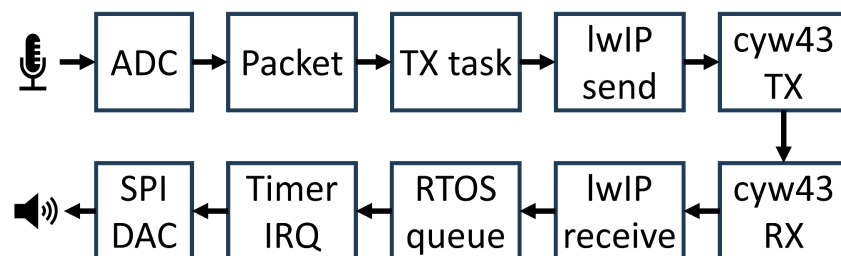 ADC
Packet
TX task
lwIP
send
cyw43
TX
SPI
DAC
Timer
IRQ
RTOS
queue
lwIP
receive
cyw43
RX